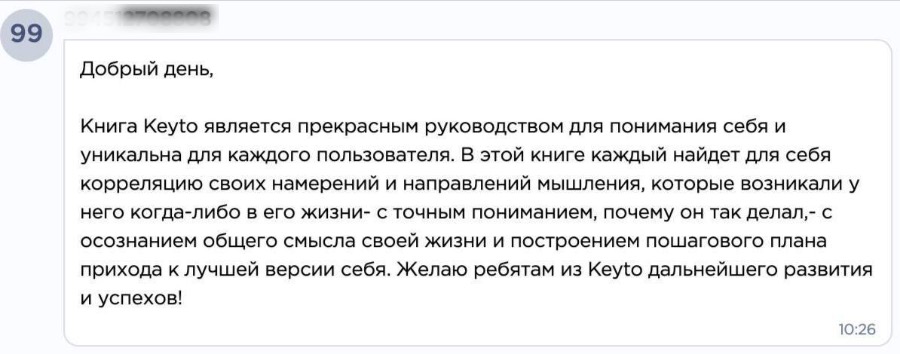 99
Добрый день,
Книга Keyto является прекрасным руководством для понимания себя и
уникальна для каждого пользователя. В этой книге каждый найдет для себя
корреляцию своих намерений и направлений мышления, которые возникали у
него когда-либо в его жизни- с точным пониманием, почему он так делал,- с
осознанием общего смысла своей жизни и построением пошагового плана
прихода к лучшей версии себя. Желаю ребятам из Keyto дальнейшего развития
и успехов!
10:26